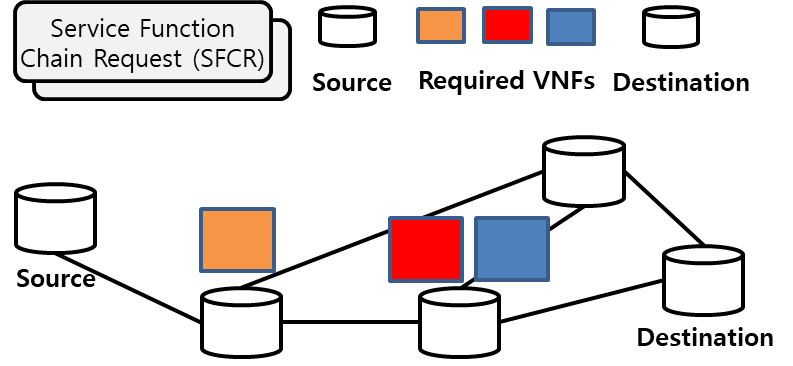 Service Function
Chain Request (SFCR)
Source
Required VNFs
Destination
Source
Destination